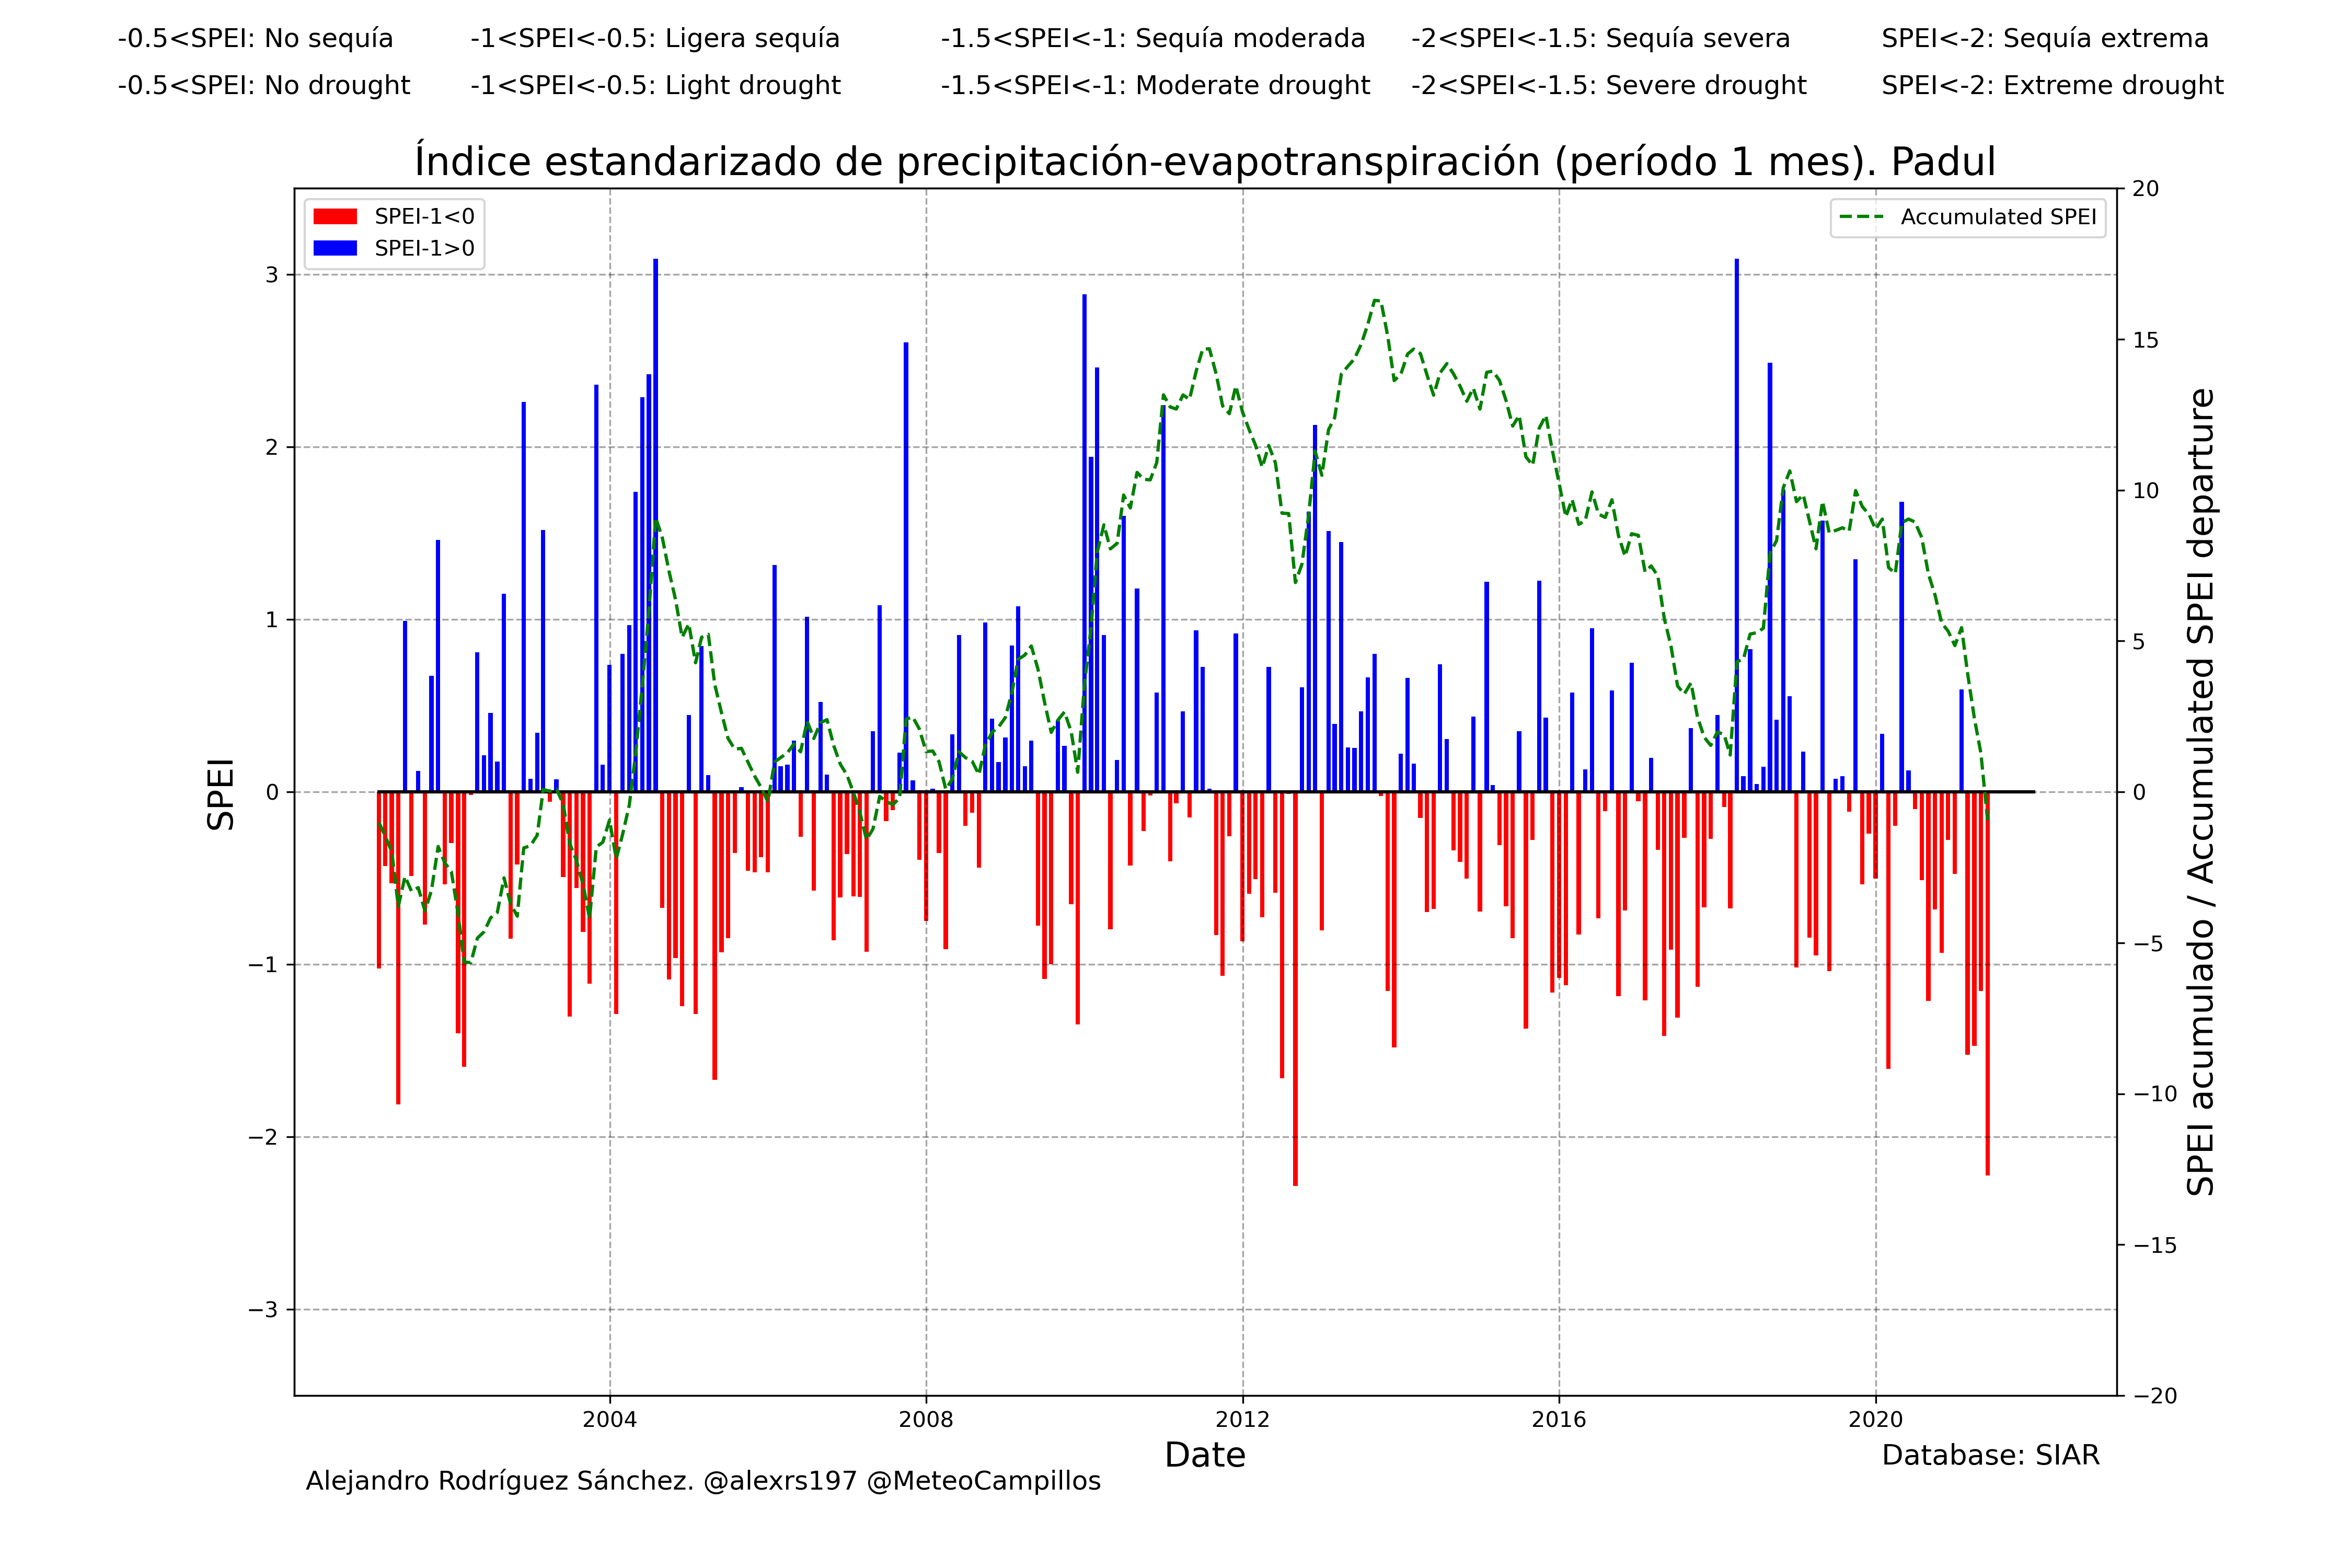 -0.5<SPEI: No sequía -1<SPEI<-0.5: Ligera sequía -1.5<SPEI<-1: Sequía moderada -2<SPEI<-1.5: Sequía severa SPEI<-2: Sequía extrema
-0.5<SPEI: No drought -1<SPEI<-0.5: Light drought -1.5<SPEI<-1: Moderate drought -2<SPEI<-1.5: Severe drought SPEI<-2: Extreme drought
Índice estandarizado de precipitación-evapotranspiración (período 1 mes). Padul
SPEI-1<0
SPEI-1>0
Accumulated SPEI
SPEI
3
2
1
0
−1
−2
−3
20
15
10
5
0
−5
−10
−15
−20
SPEI acumulado / Accumulated SPEI departure
2004 2008 2012 2016 2020
Date
Database: SIAR
Alejandro Rodríguez Sánchez. @alexrs197 @MeteoCampillos